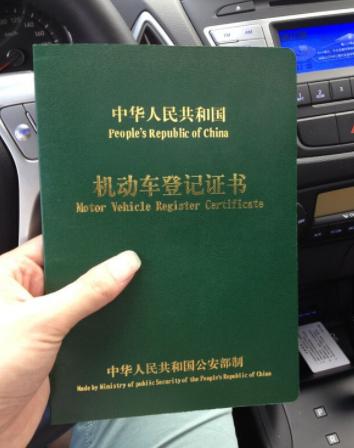 中华人民共和国
People's Republic of China
机动车登记证书
Motor Vehicle Register Certificate
中华人民共和国公安部制
Made by Ministry of public Security of the People's Republic of China